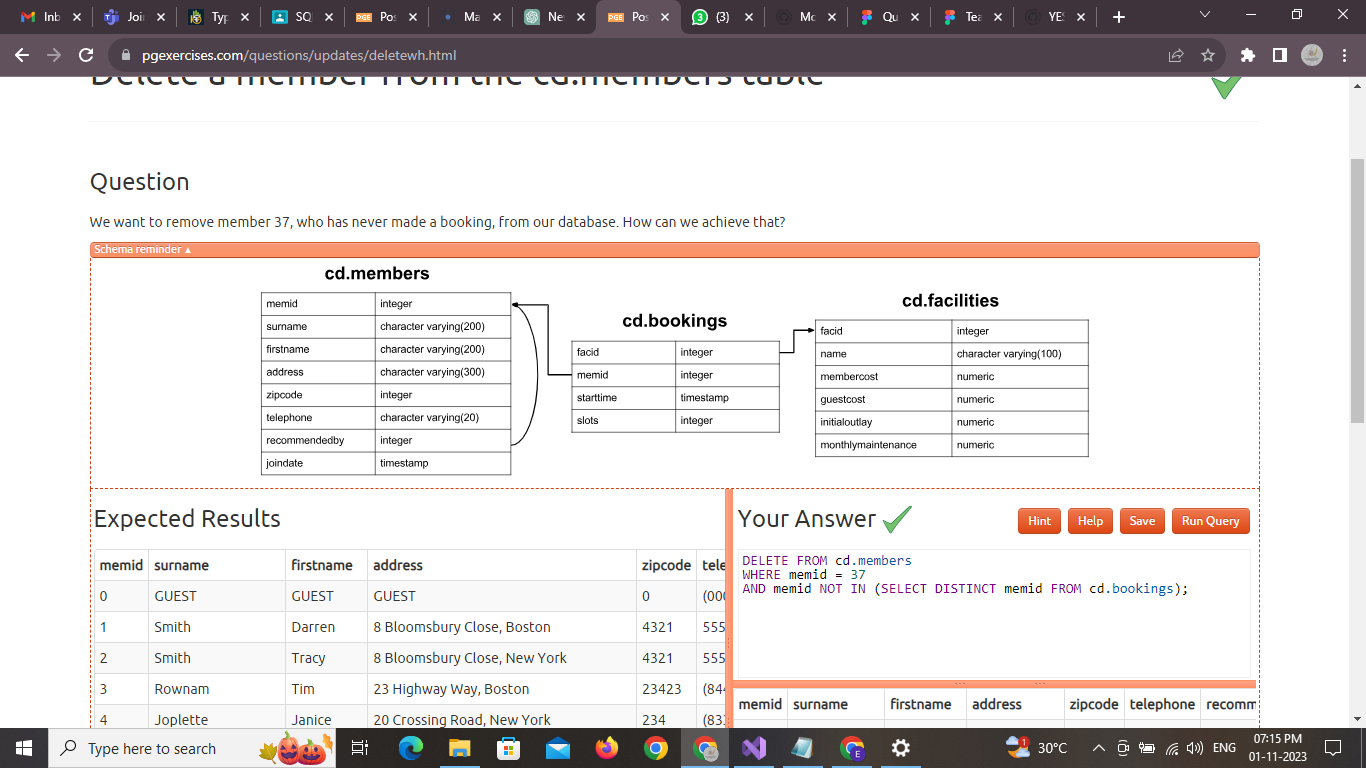 Inb
Joi
Typ
SQ
PGE
Pos
Ma
Ne
PGE
Pos
3
(3)
Mc
Qu
Tea
YE
pgexercises.com/questions/updates/deletewh.html
Delete a member from the cd.members table
Question
We want to remove member 37, who has never made a booking, from our database. How can we achieve that?
Schema reminder ▴
cd.members
memid integer
surname character varying(200)
firstname character varying(200)
address character varying(300)
zipcode integer
telephone character varying(20)
recommendedby integer
joindate timestamp
cd.bookings
facid integer
memid integer
starttime timestamp
slots integer
cd.facilities
facid integer
name character varying(100)
membercost numeric
guestcost numeric
initialoutlay numeric
monthlymaintenance numeric
Expected Results
memid surname firstname address zipcode tele
0 GUEST GUEST GUEST 0 (000
1 Smith Darren 8 Bloomsbury Close, Boston 4321 555
2 Smith Tracy 8 Bloomsbury Close, New York 4321 555
3 Rownam Tim 23 Highway Way, Boston 23423 (844
4 Joplette Janice 20 Crossing Road, New York 234 (833
Your Answer
Hint
Help
Save
Run Query
DELETE FROM cd.members
WHERE memid = 37
AND memid NOT IN (SELECT DISTINCT memid FROM cd.bookings);
memid surname firstname address zipcode telephone recomm
Type here to search
E
1
30°C
ENG
07:15 PM
01-11-2023